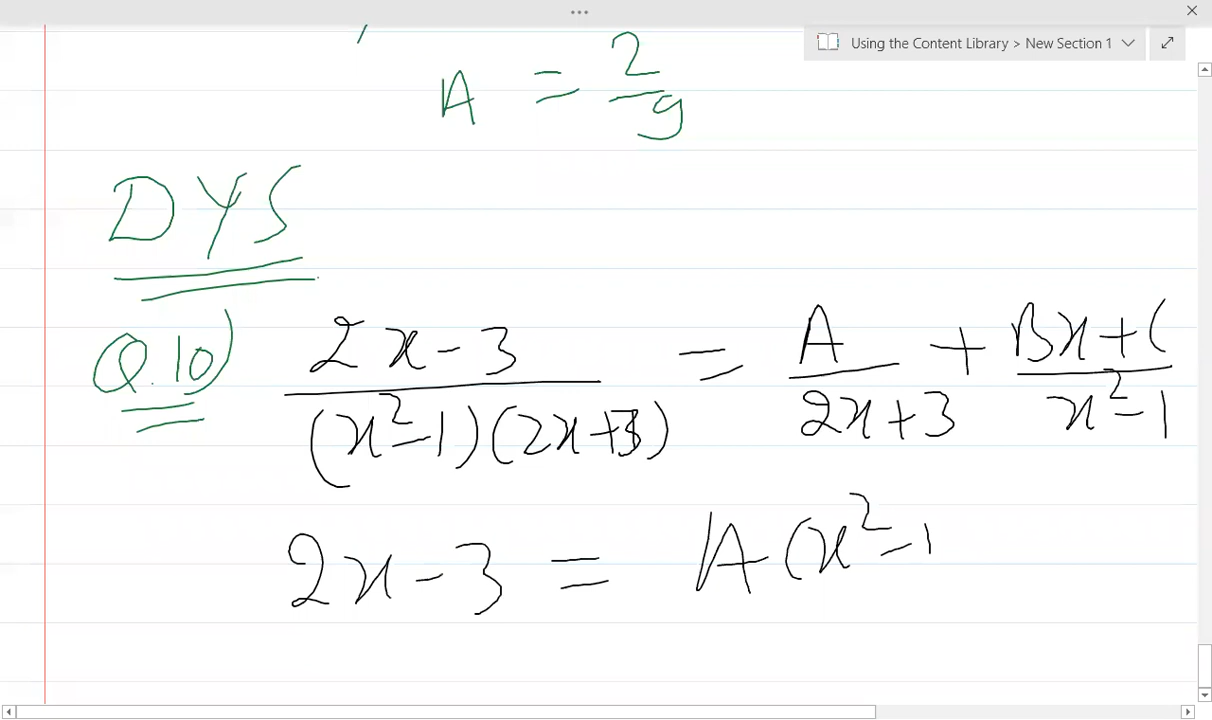 Using the Content Library > New Section 1
A = 2/9
DYS
Q.10) (2x-3)/((x²-1)(2x+3)) = A/(2x+3) + (Bx+C)/(x²-1)
2x-3 = A(x²-1